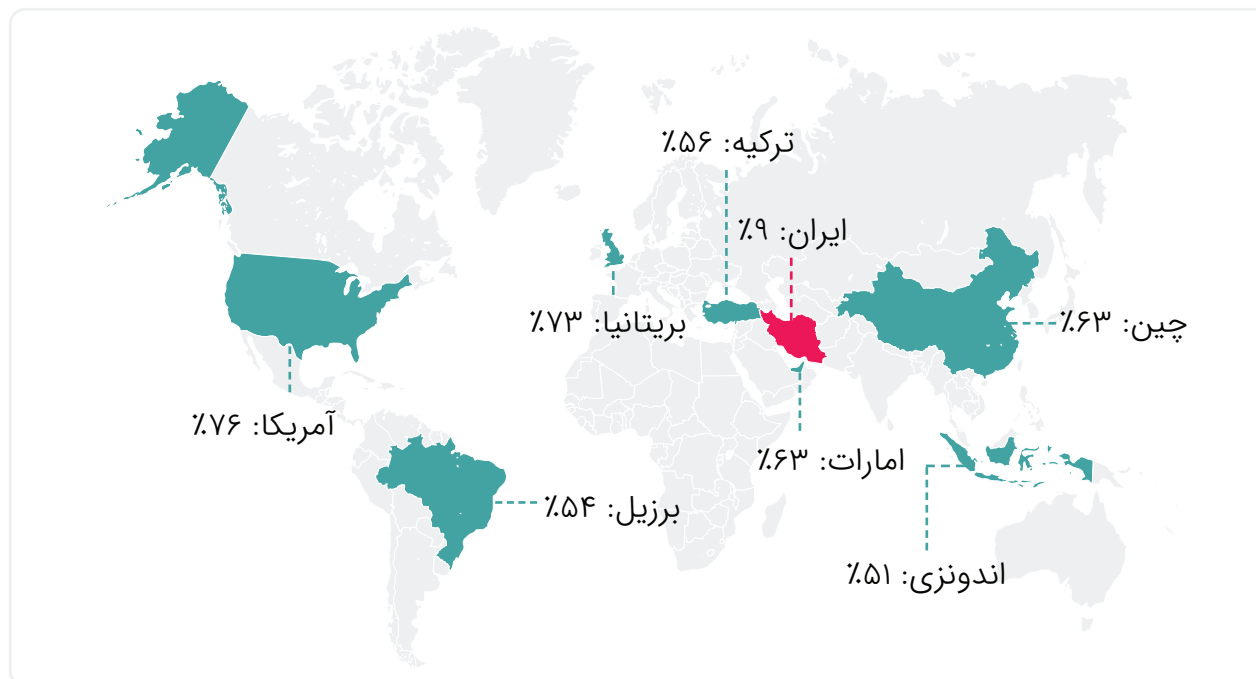 ترکیه: ۵۶٪
ایران: ۹٪
بریتانیا: ۷۳٪
چین: ۶۳٪
آمریکا: ۷۶٪
امارات: ۶۳٪
برزیل: ۵۴٪
اندونزی: ۵۱٪